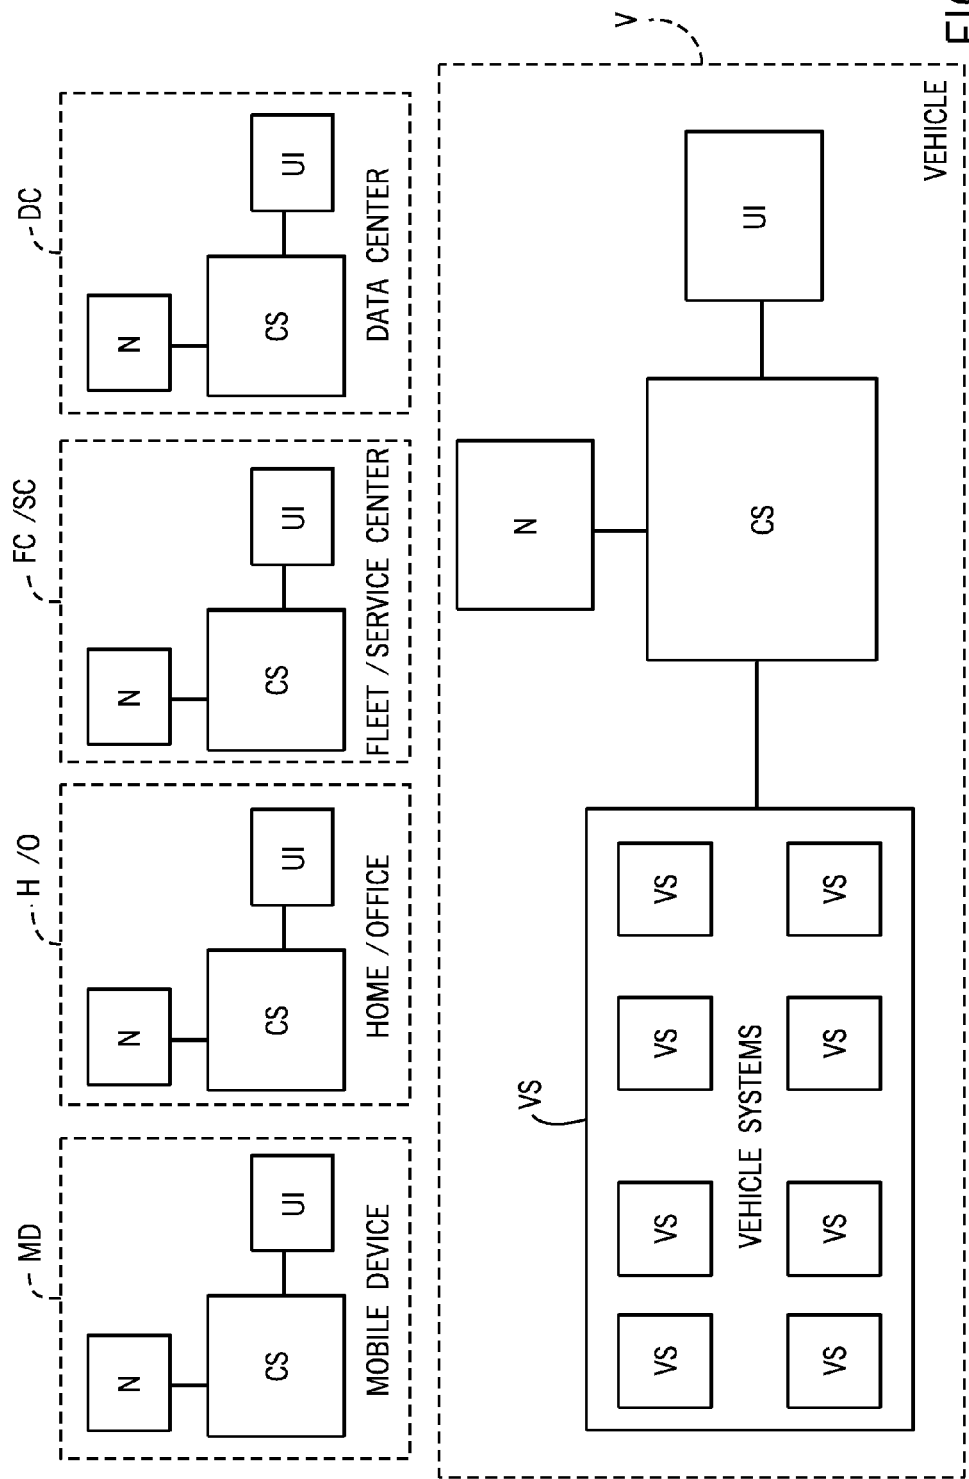 MD
N
CS
UI
MOBILE DEVICE
H /O
N
CS
UI
HOME / OFFICE
FC /SC
N
CS
UI
FLEET / SERVICE CENTER
DC
N
CS
UI
DATA CENTER
V
VS
VS
VS
VS
VS
VEHICLE SYSTEMS
VS
VS
VS
VS
N
CS
UI
VEHICLE